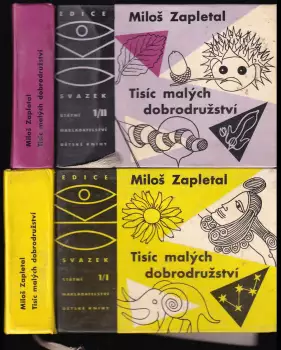 Miloš Zapletal
Tisíc malých dobrodružství
EDICE
OKO
SVAZEK
1/II
STÁTNÍ
NAKLADATELSTVÍ
DĚTSKÉ KNIHY
Miloš Zapletal
Tisíc malých
dobrodružství
Miloš Zapletal
Tisíc malých dobrodružství
EDICE
OKO
SVAZEK
1/I
STÁTNÍ
NAKLADATELSTVÍ
DĚTSKÉ KNIHY
Miloš Zapletal
Tisíc malých
dobrodružství